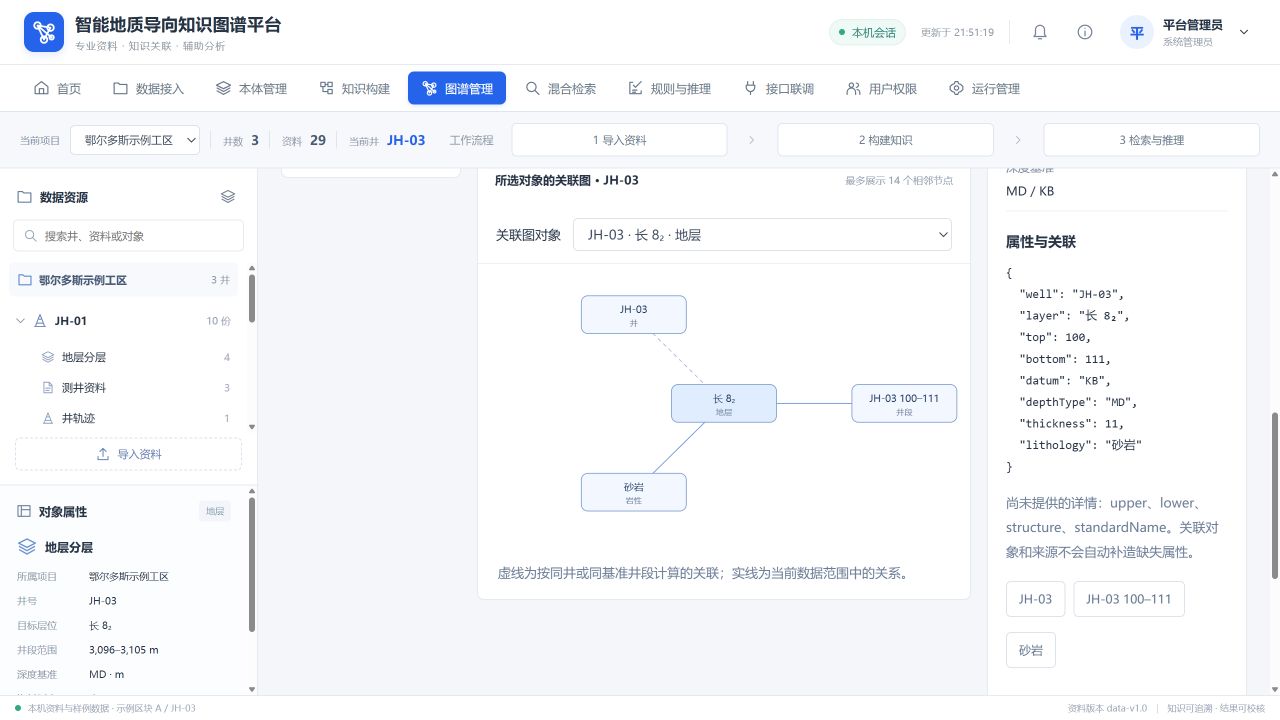 智能地质导向知识图谱平台
专业资料 · 知识关联 · 辅助分析
本机会话
更新于 21:51:19
平
平台管理员
系统管理员
首页
数据接入
本体管理
知识构建
图谱管理
混合检索
规则与推理
接口联调
用户权限
运行管理
当前项目
鄂尔多斯示例工区
井数 3
资料 29
当前井 JH-03
工作流程
1 导入资料
2 构建知识
3 检索与推理
数据资源
搜索井、资料或对象
鄂尔多斯示例工区
3 井
JH-01
10 份
地层分层
4
测井资料
3
井轨迹
1
导入资料
对象属性
地层
地层分层
所属项目
鄂尔多斯示例工区
井号
JH-03
目标层位
长 8₂
井段范围
3,096–3,105 m
深度基准
MD · m
所选对象的关联图 • JH-03
最多展示 14 个相邻节点
关联图对象
JH-03 · 长 8₂ · 地层
JH-03
井
长 8₂
地层
JH-03 100–111
井段
砂岩
岩性
虚线为按同井或同基准井段计算的关联；实线为当前数据范围中的关系。
深度基准
MD / KB
属性与关联
{
"well": "JH-03",
"layer": "长 8₂",
"top": 100,
"bottom": 111,
"datum": "KB",
"depthType": "MD",
"thickness": 11,
"lithology": "砂岩"
}
尚未提供的详情：upper、lower、
structure、standardName。关联对
象和来源不会自动补造缺失属性。
JH-03
JH-03 100–111
砂岩
本机资料与样例数据 · 示例区块 A / JH-03
资料版本 data-v1.0
知识可追溯 · 结果可校核